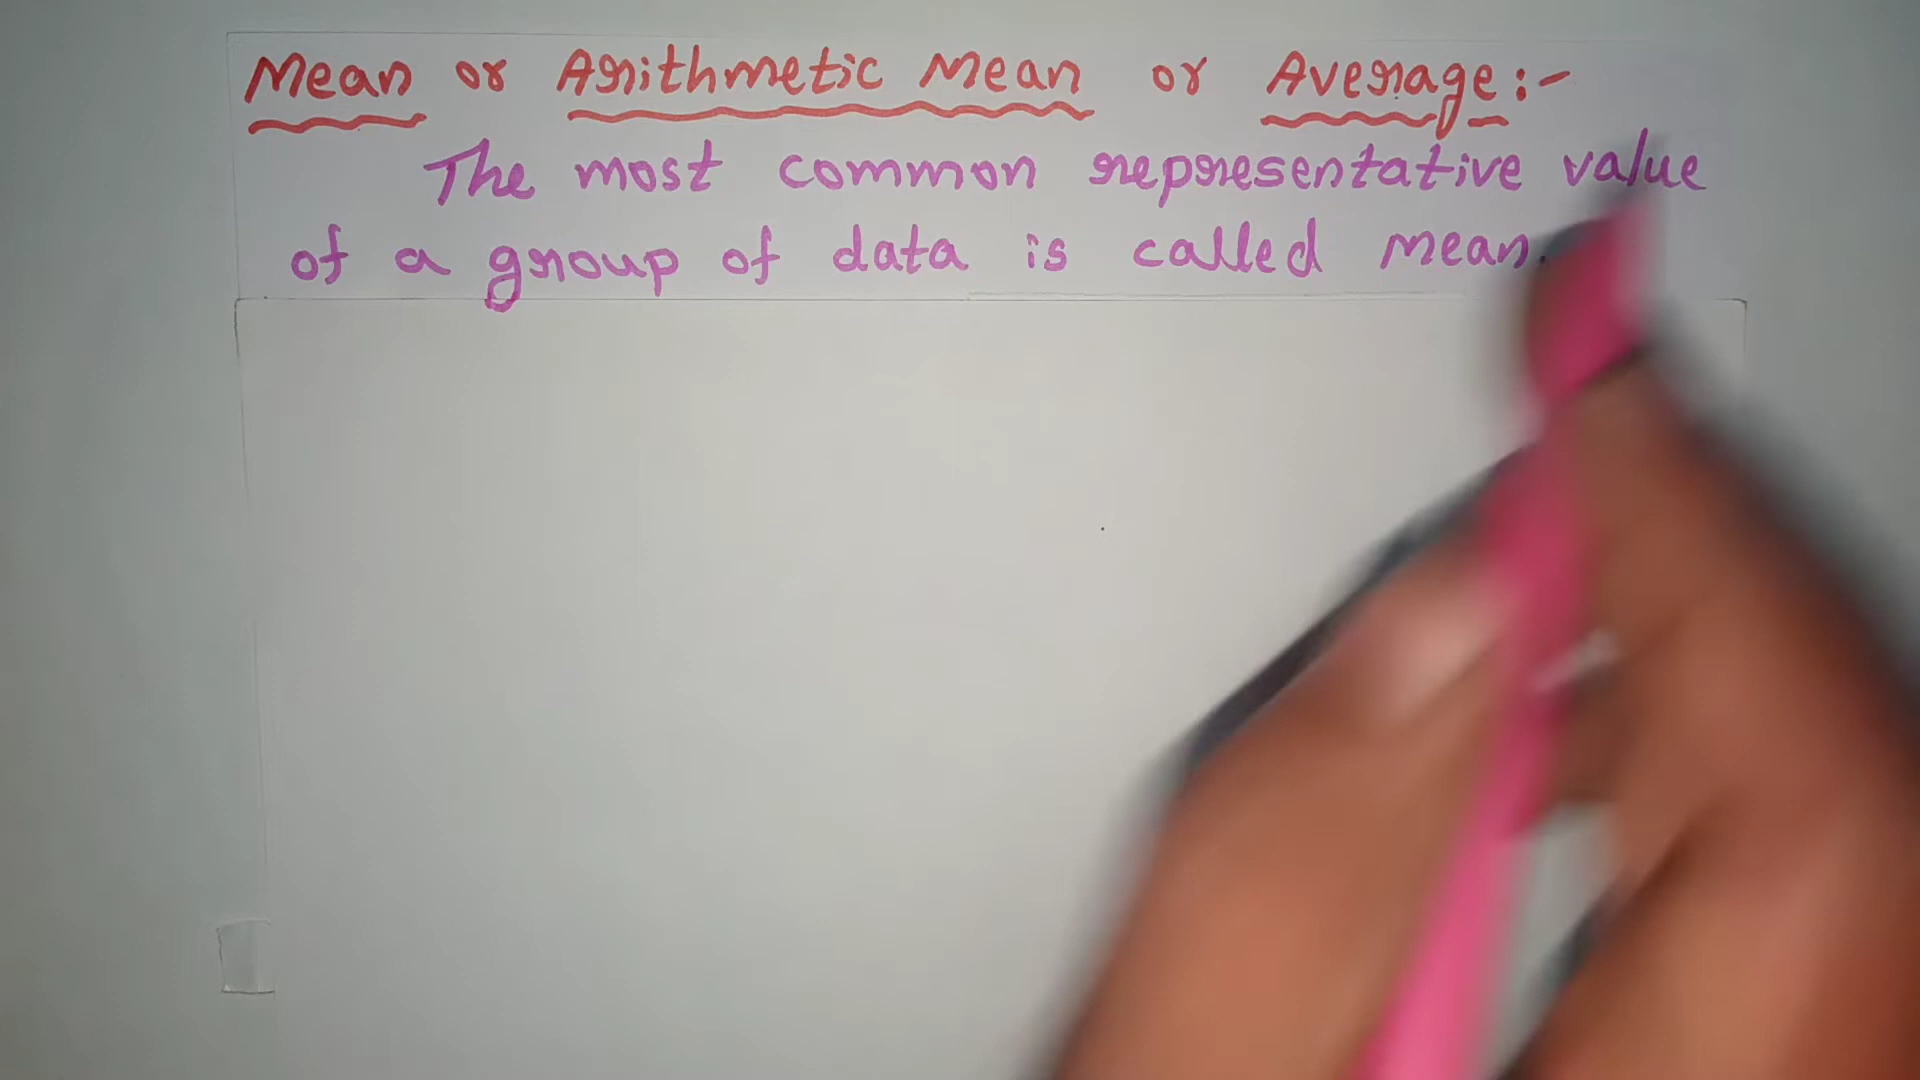 Mean or Arithmetic Mean or Average:-
The most common representative value
of a group of data is called mean.